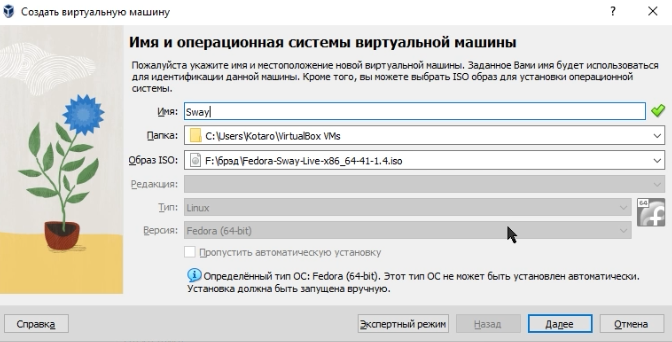 Создать виртуальную машину
? ×
Имя и операционная системы виртуальной машины
Пожалуйста укажите имя и местоположение новой виртуальной машины. Заданное Вами имя будет использоваться
для идентификации данной машины. Кроме того, вы можете выбрать ISO образ для установки операционной
системы.
Имя: Sway
Папка: C:\Users\Kotaro\VirtualBox VMs
Образ ISO: F:\брэд\Fedora-Sway-Live-x86_64-41-1.4.iso
Редакция:
Тип: Linux
64
Версия: Fedora (64-bit)
Пропустить автоматическую установку
Определённый тип ОС: Fedora (64-bit). Этот тип ОС не может быть установлен автоматически.
Установка должна быть запущена вручную.
Справка Экспертный режим Назад Далее Отмена